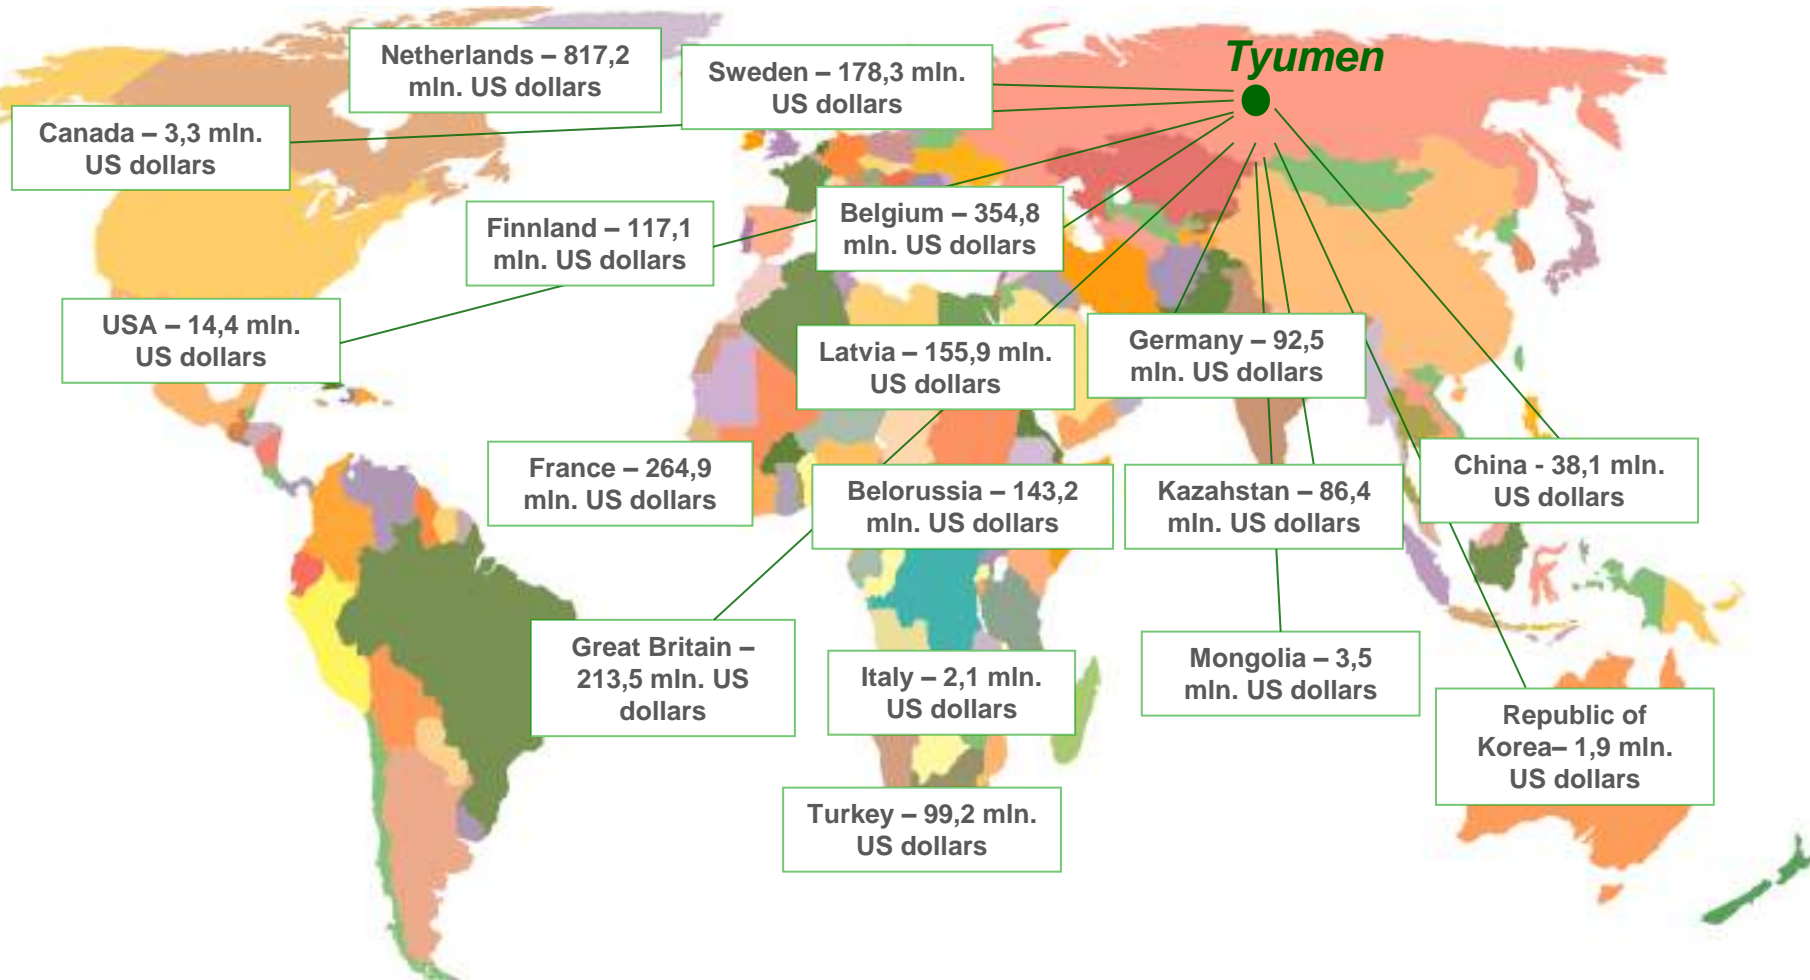 Netherlands – 817,2
mln. US dollars
Sweden – 178,3 mln.
US dollars
Tyumen
Canada – 3,3 mln.
US dollars
Finnland – 117,1
mln. US dollars
Belgium – 354,8
mln. US dollars
USA – 14,4 mln.
US dollars
Latvia – 155,9 mln.
US dollars
Germany – 92,5
mln. US dollars
France – 264,9
mln. US dollars
Belorussia – 143,2
mln. US dollars
Kazahstan – 86,4
mln. US dollars
China - 38,1 mln.
US dollars
Great Britain –
213,5 mln. US
dollars
Italy – 2,1 mln.
US dollars
Mongolia – 3,5
mln. US dollars
Republic of
Korea– 1,9 mln.
US dollars
Turkey – 99,2 mln.
US dollars